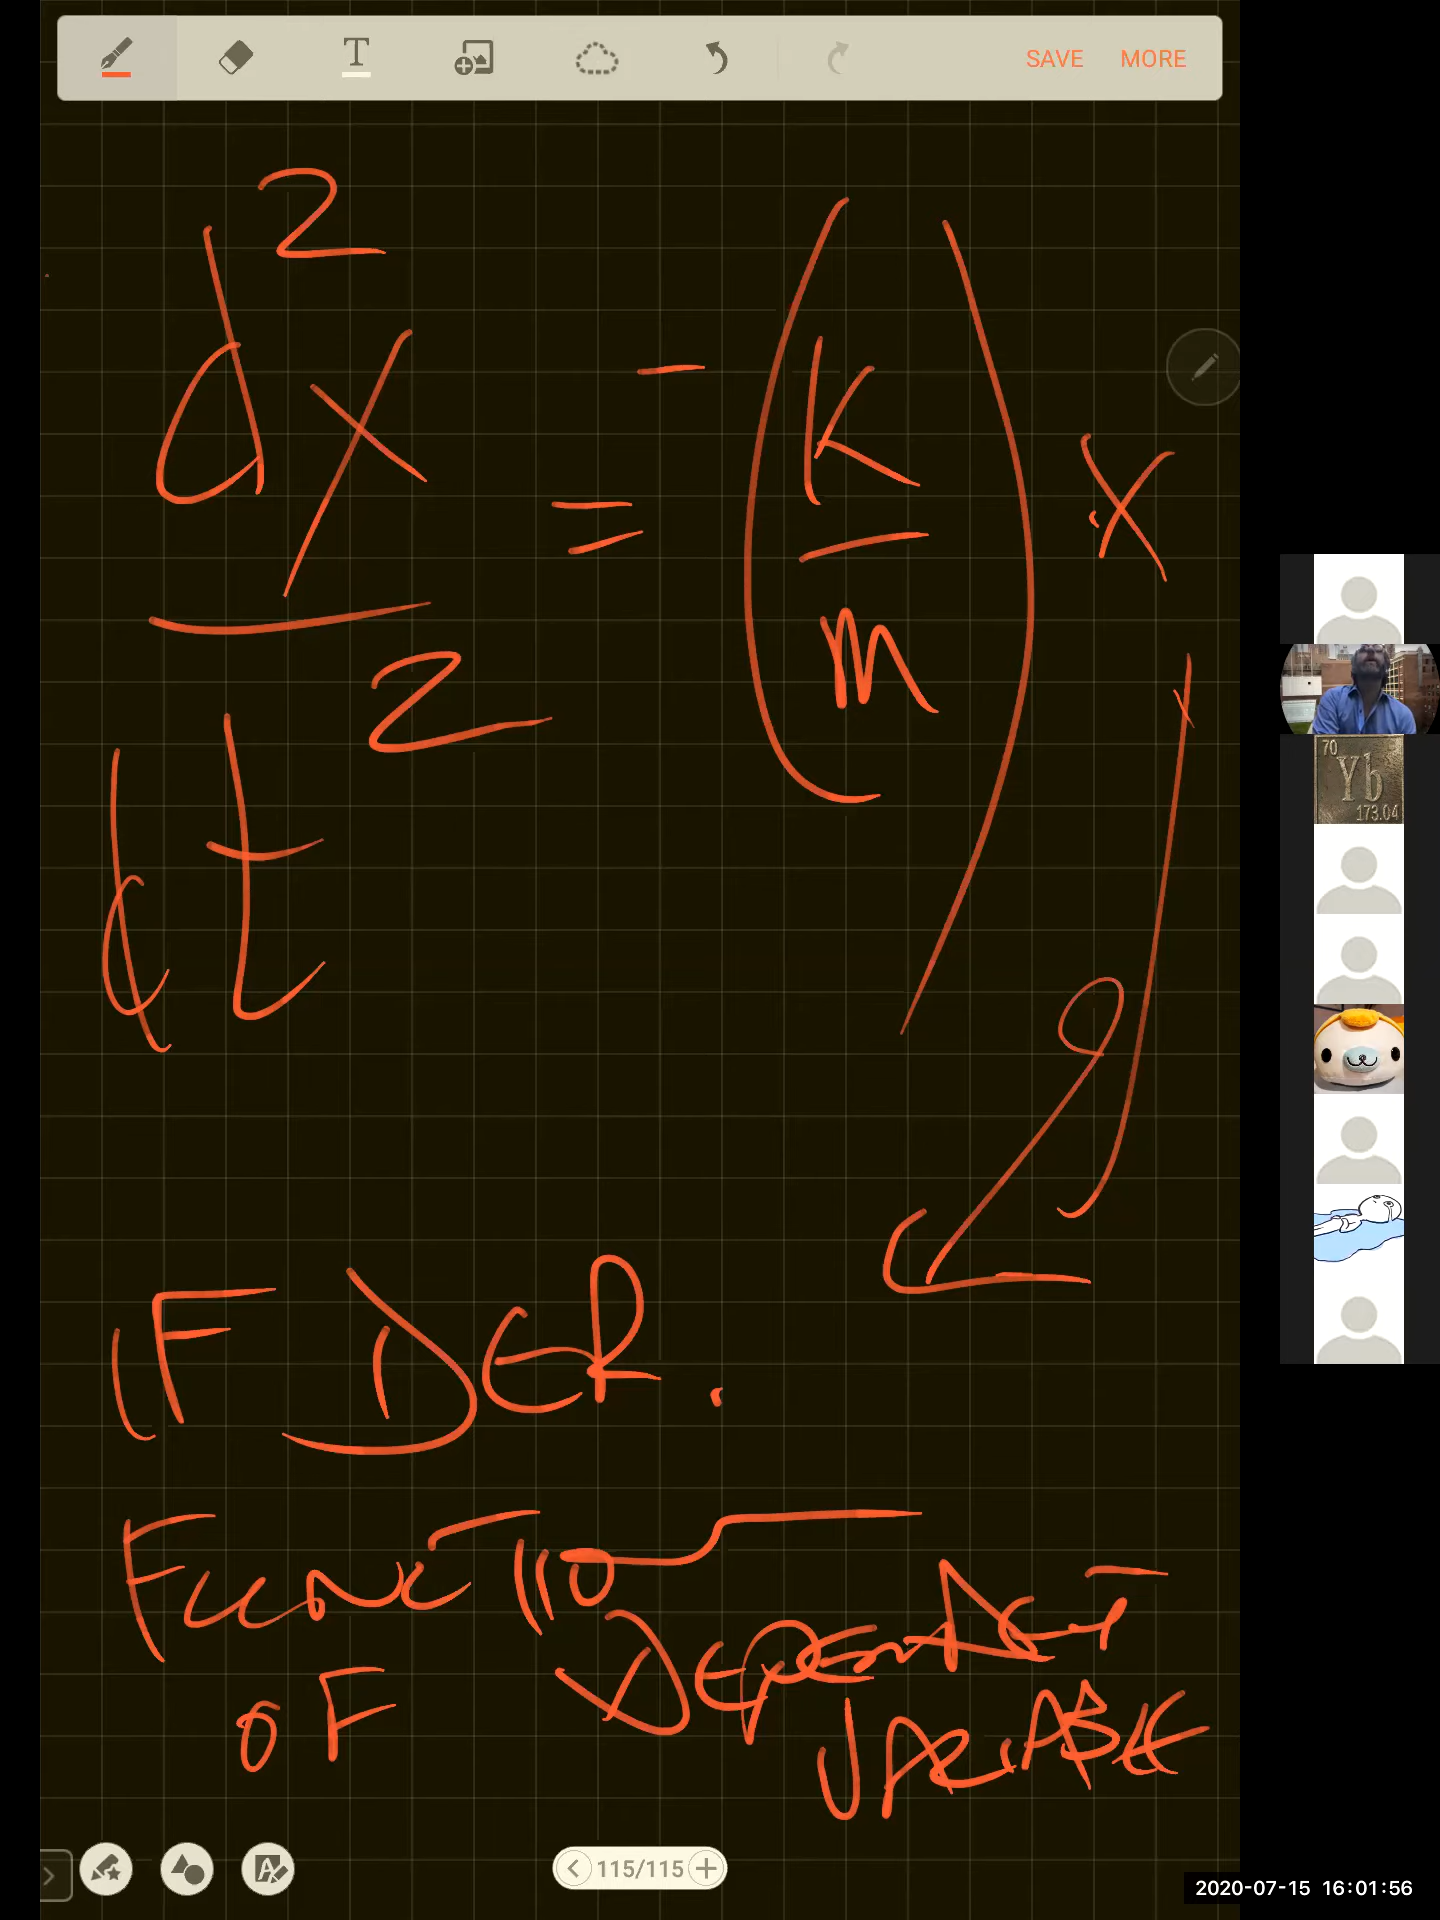 T SAVE MORE
d²x = -(k) x
dt² m
IF DER.
FUNCTIO
OF DEPENDENT
VARIABLE
70
Yb
173.04
115/115
2020-07-15 16:01:56